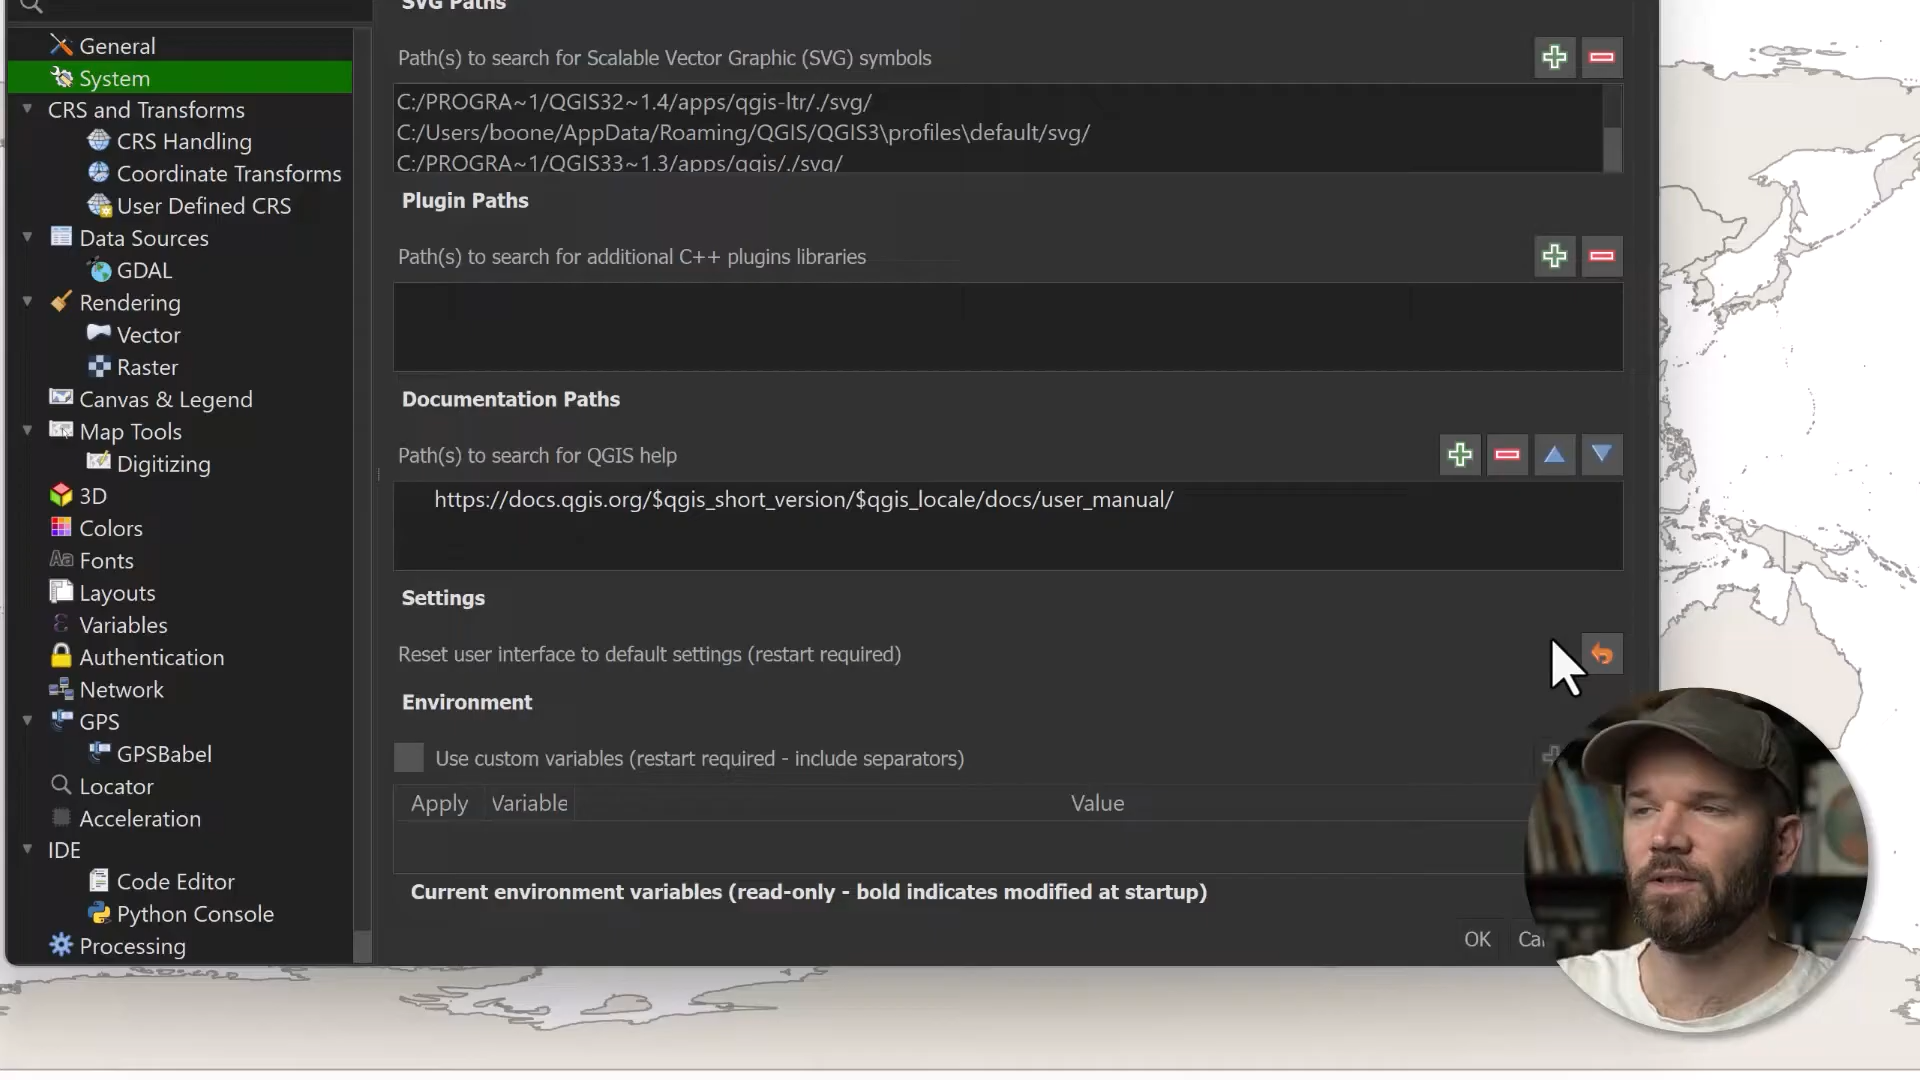 SVG Paths
General
System
CRS and Transforms
CRS Handling
Coordinate Transforms
User Defined CRS
Data Sources
GDAL
Rendering
Vector
Raster
Canvas & Legend
Map Tools
Digitizing
3D
Colors
Aa Fonts
Layouts
ε Variables
Authentication
Network
GPS
GPSBabel
Locator
Acceleration
IDE
Code Editor
Python Console
Processing
Path(s) to search for Scalable Vector Graphic (SVG) symbols
C:/PROGRA~1/QGIS32~1.4/apps/qgis-ltr/./svg/
C:/Users/boone/AppData/Roaming/QGIS/QGIS3\profiles\default/svg/
C:/PROGRA~1/QGIS33~1.3/apps/qgis/./svg/
Plugin Paths
Path(s) to search for additional C++ plugins libraries
Documentation Paths
Path(s) to search for QGIS help
https://docs.qgis.org/$qgis_short_version/$qgis_locale/docs/user_manual/
Settings
Reset user interface to default settings (restart required)
Environment
Use custom variables (restart required - include separators)
Apply Variable Value
Current environment variables (read-only - bold indicates modified at startup)
OK